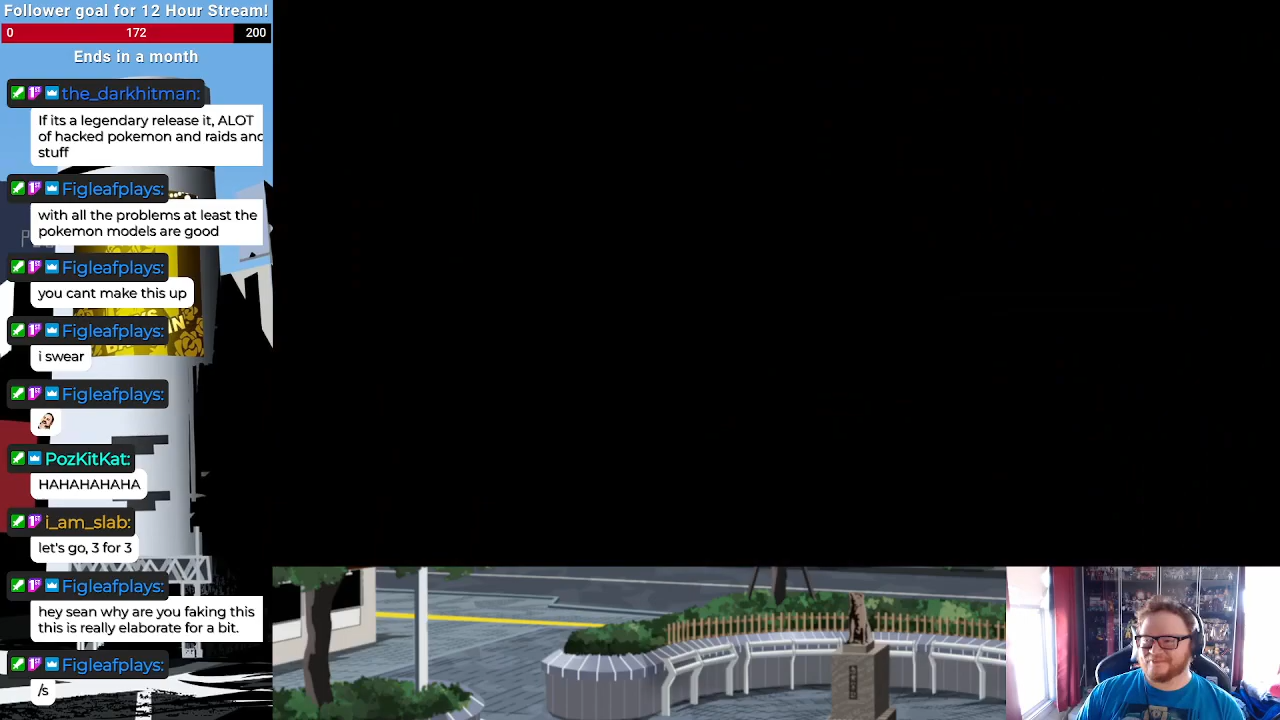 Follower goal for 12 Hour Stream!
0 172 200
Ends in a month
the_darkhitman:
If its a legendary release it, ALOT
of hacked pokemon and raids and
stuff
Figleafplays:
with all the problems at least the
pokemon models are good
Figleafplays:
you cant make this up
Figleafplays:
i swear
Figleafplays:
PozKitKat:
HAHAHAHAHA
i_am_slab:
let's go, 3 for 3
Figleafplays:
hey sean why are you faking this
this is really elaborate for a bit.
Figleafplays:
/s